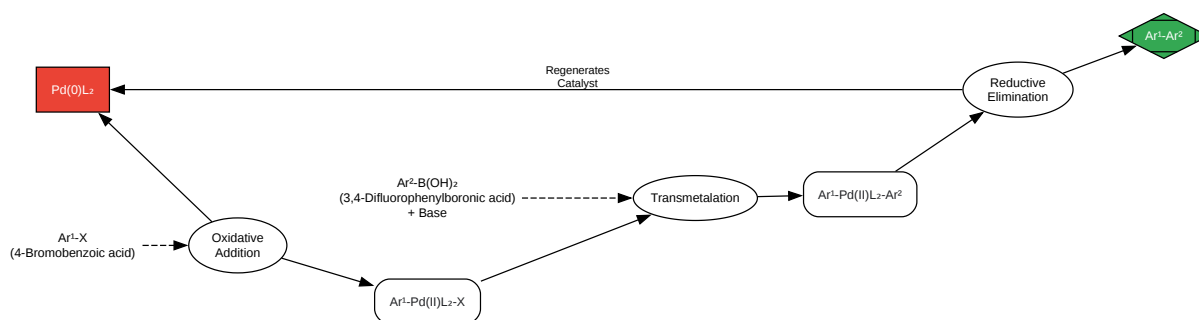 Ar¹-Ar²
Regenerates
Catalyst
Reductive
Elimination
Pd(0)L₂
Ar²-B(OH)₂
(3,4-Difluorophenylboronic acid)
+ Base
Transmetalation
Ar¹-Pd(II)L₂-Ar²
Ar¹-X
(4-Bromobenzoic acid)
Oxidative
Addition
Ar¹-Pd(II)L₂-X